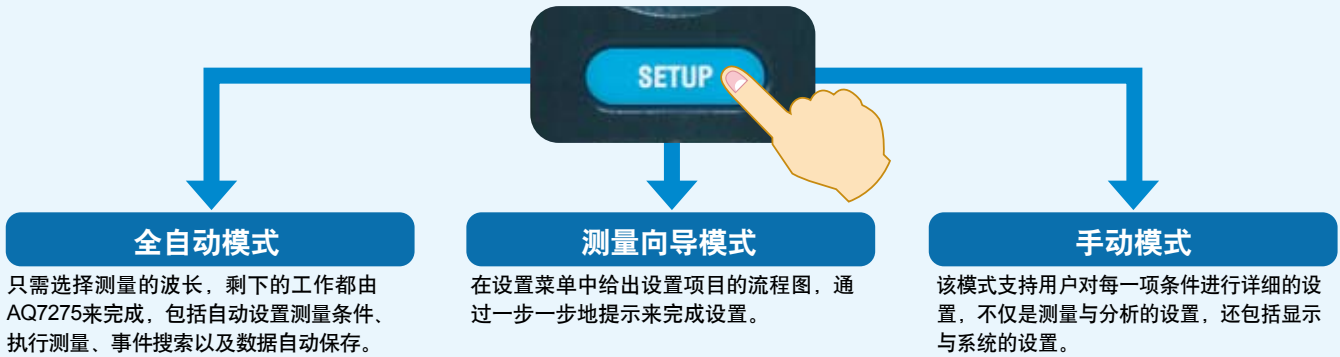 SETUP
全自动模式
只需选择测量的波长，剩下的工作都由
AQ7275来完成，包括自动设置测量条件、
执行测量、事件搜索以及数据自动保存。
测量向导模式
在设置菜单中给出设置项目的流程图，通
过一步一步地提示来完成设置。
手动模式
该模式支持用户对每一项条件进行详细的设
置，不仅是测量与分析的设置，还包括显示
与系统的设置。